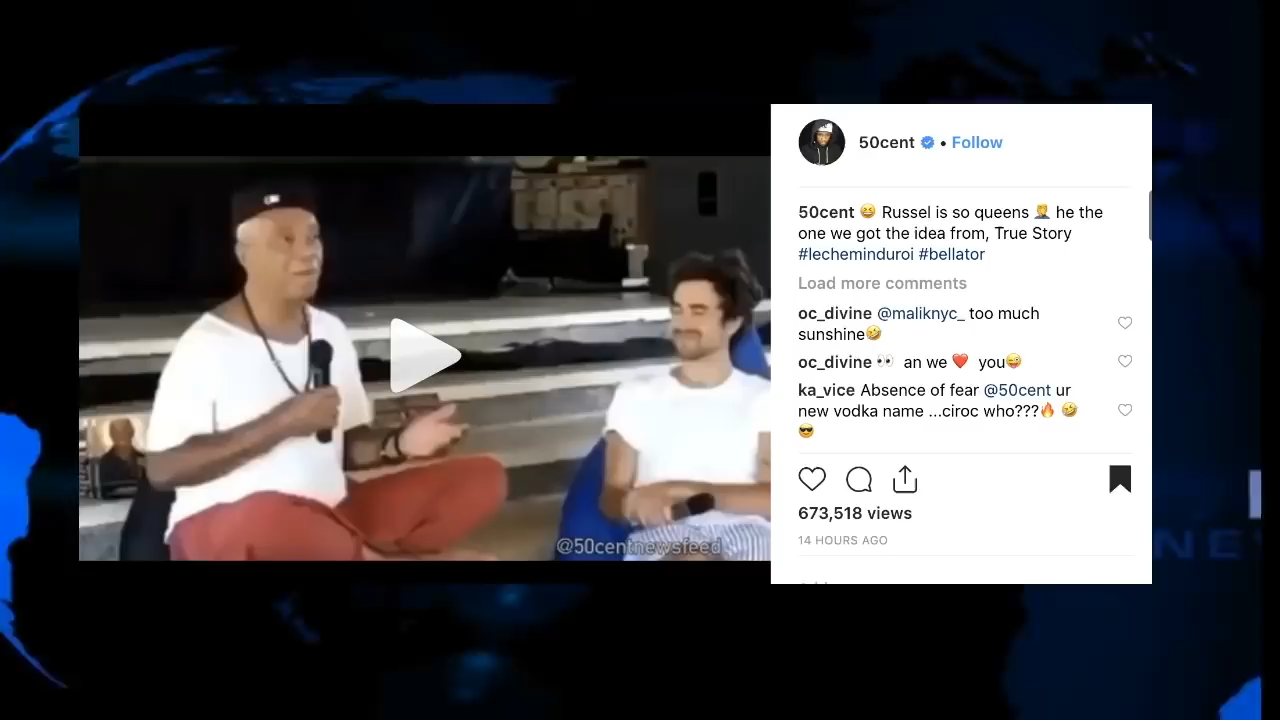 50cent • Follow
50cent 😆 Russel is so queens 🤦‍♂️ he the
one we got the idea from, True Story
#lecheminduroi #bellator
Load more comments
oc_divine @maliknyc_ too much
sunshine🤣
oc_divine 👀 an we ❤️ you😜
ka_vice Absence of fear @50cent ur
new vodka name ...ciroc who???🔥 🤣
😎
673,518 views
14 HOURS AGO
@50centnewsfeed
NE